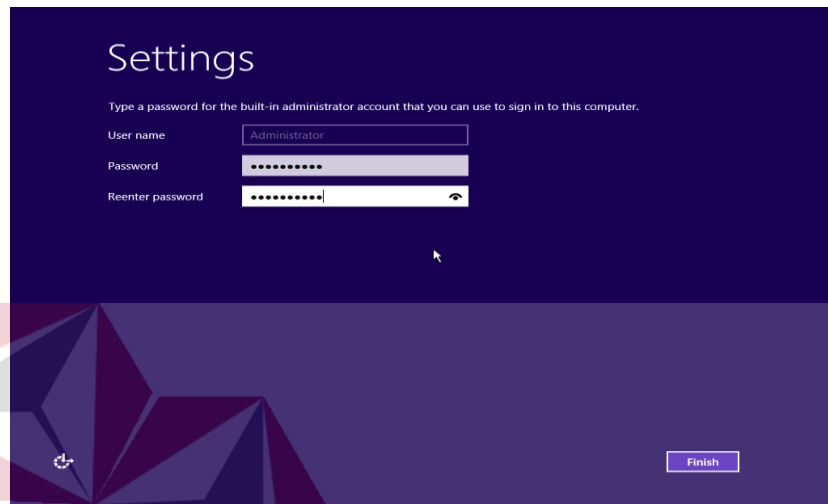 Settings
Type a password for the built-in administrator account that you can use to sign in to this computer.
User name
Administrator
Password
••••••••••
Reenter password
••••••••••
Finish